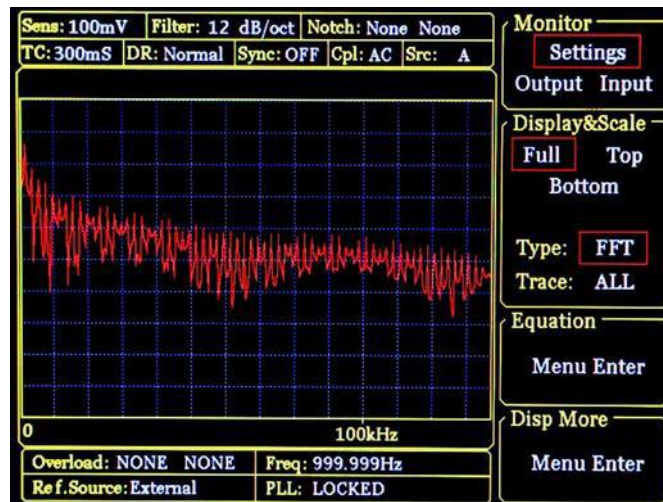 Sens: 100mV Filter: 12 dB/oct Notch: None None
TC: 300mS DR: Normal Sync: OFF Cpl: AC Src: A
0 100kHz
Overload: NONE NONE Freq: 999.999Hz
Ref.Source: External PLL: LOCKED
Monitor
Settings
Output Input
Display&Scale
Full Top
Bottom
Type: FFT
Trace: ALL
Equation
Menu Enter
Disp More
Menu Enter